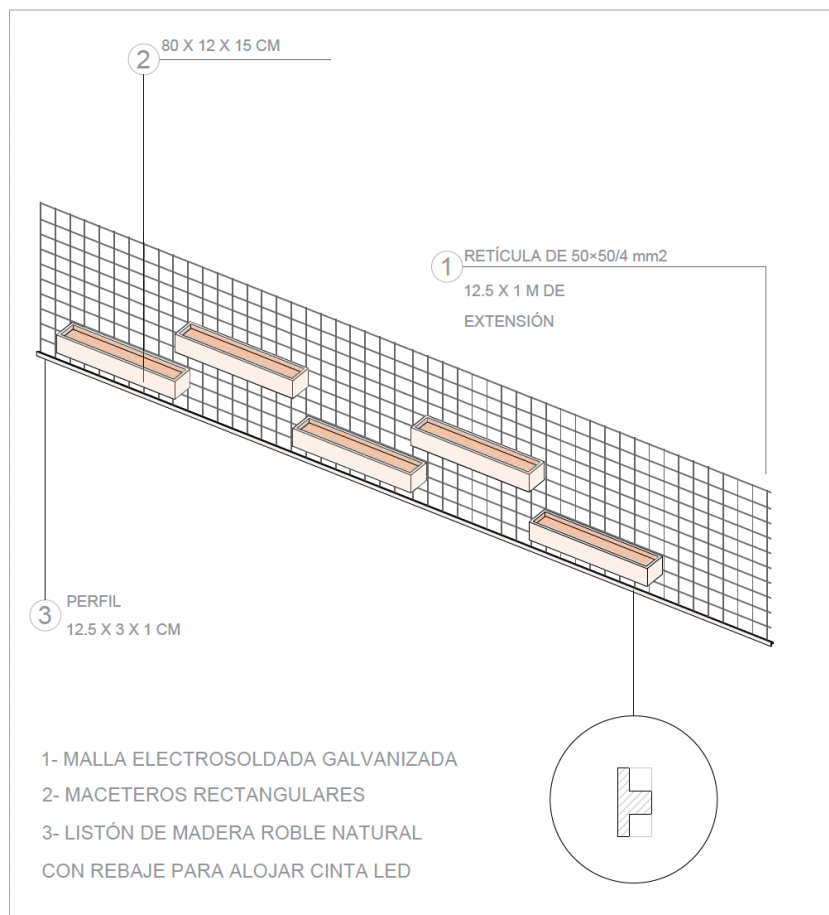 2
80 X 12 X 15 CM
1
RETÍCULA DE 50×50/4 mm2
12.5 X 1 M DE
EXTENSIÓN
3
PERFIL
12.5 X 3 X 1 CM
1- MALLA ELECTROSOLDADA GALVANIZADA
2- MACETEROS RECTANGULARES
3- LISTÓN DE MADERA ROBLE NATURAL
CON REBAJE PARA ALOJAR CINTA LED